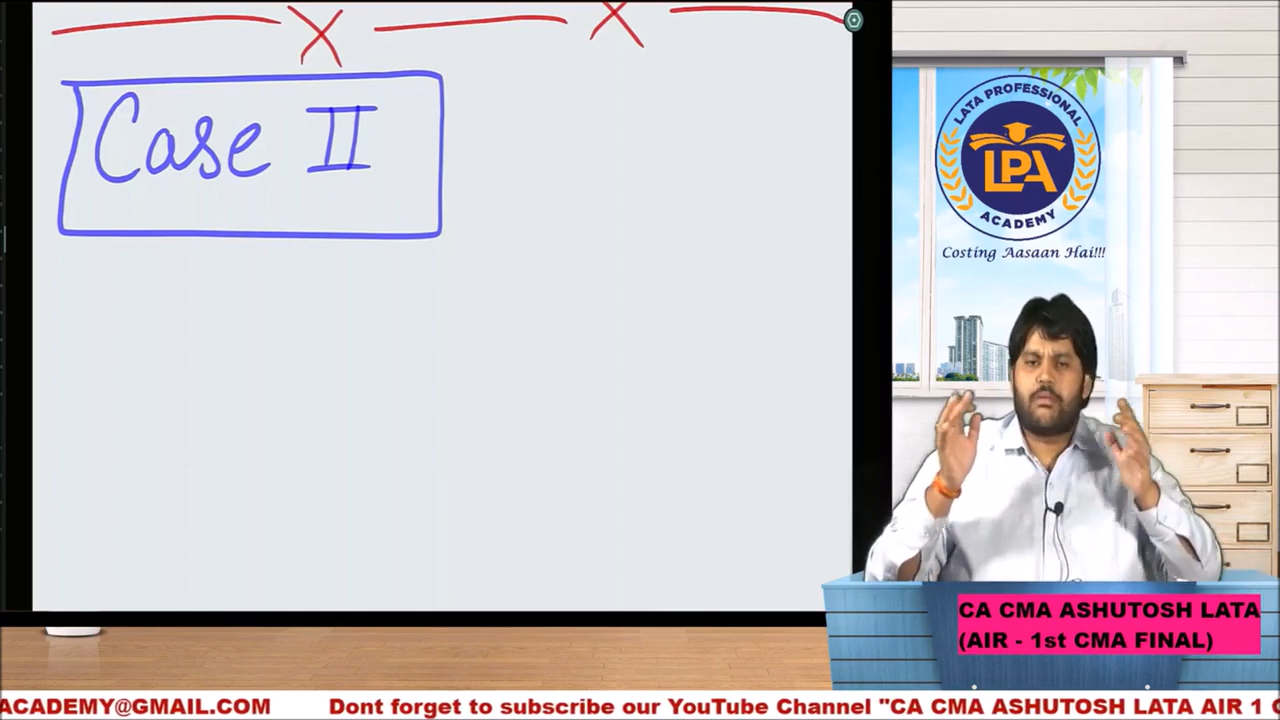 Case II
LATA PROFESSIONAL
LPA
ACADEMY
Costing Aasaan Hai!!!
CA CMA ASHUTOSH LATA
(AIR - 1st CMA FINAL)
ACADEMY@GMAIL.COM Dont forget to subscribe our YouTube Channel "CA CMA ASHUTOSH LATA AIR 1